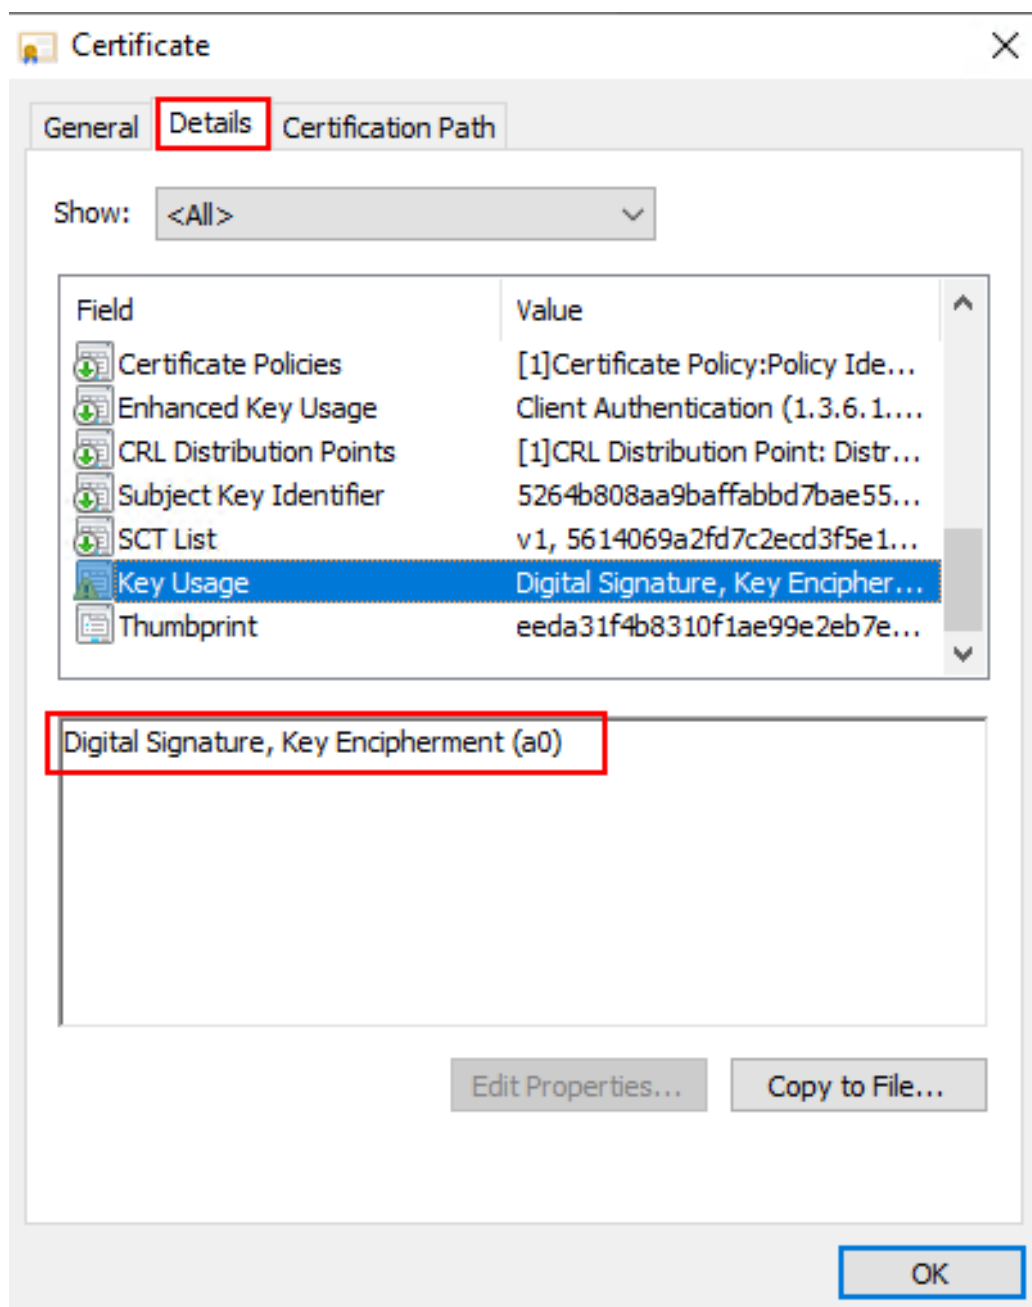 Certificate
General Details Certification Path
Show: <All>
Field Value
Certificate Policies [1]Certificate Policy:Policy Ide...
Enhanced Key Usage Client Authentication (1.3.6.1....
CRL Distribution Points [1]CRL Distribution Point: Distr...
Subject Key Identifier 5264b808aa9baffabbd7bae55...
SCT List v1, 5614069a2fd7c2ecd3f5e1...
Key Usage Digital Signature, Key Encipher...
Thumbprint eeda31f4b8310f1ae99e2eb7e...
Digital Signature, Key Encipherment (a0)
Edit Properties... Copy to File...
OK